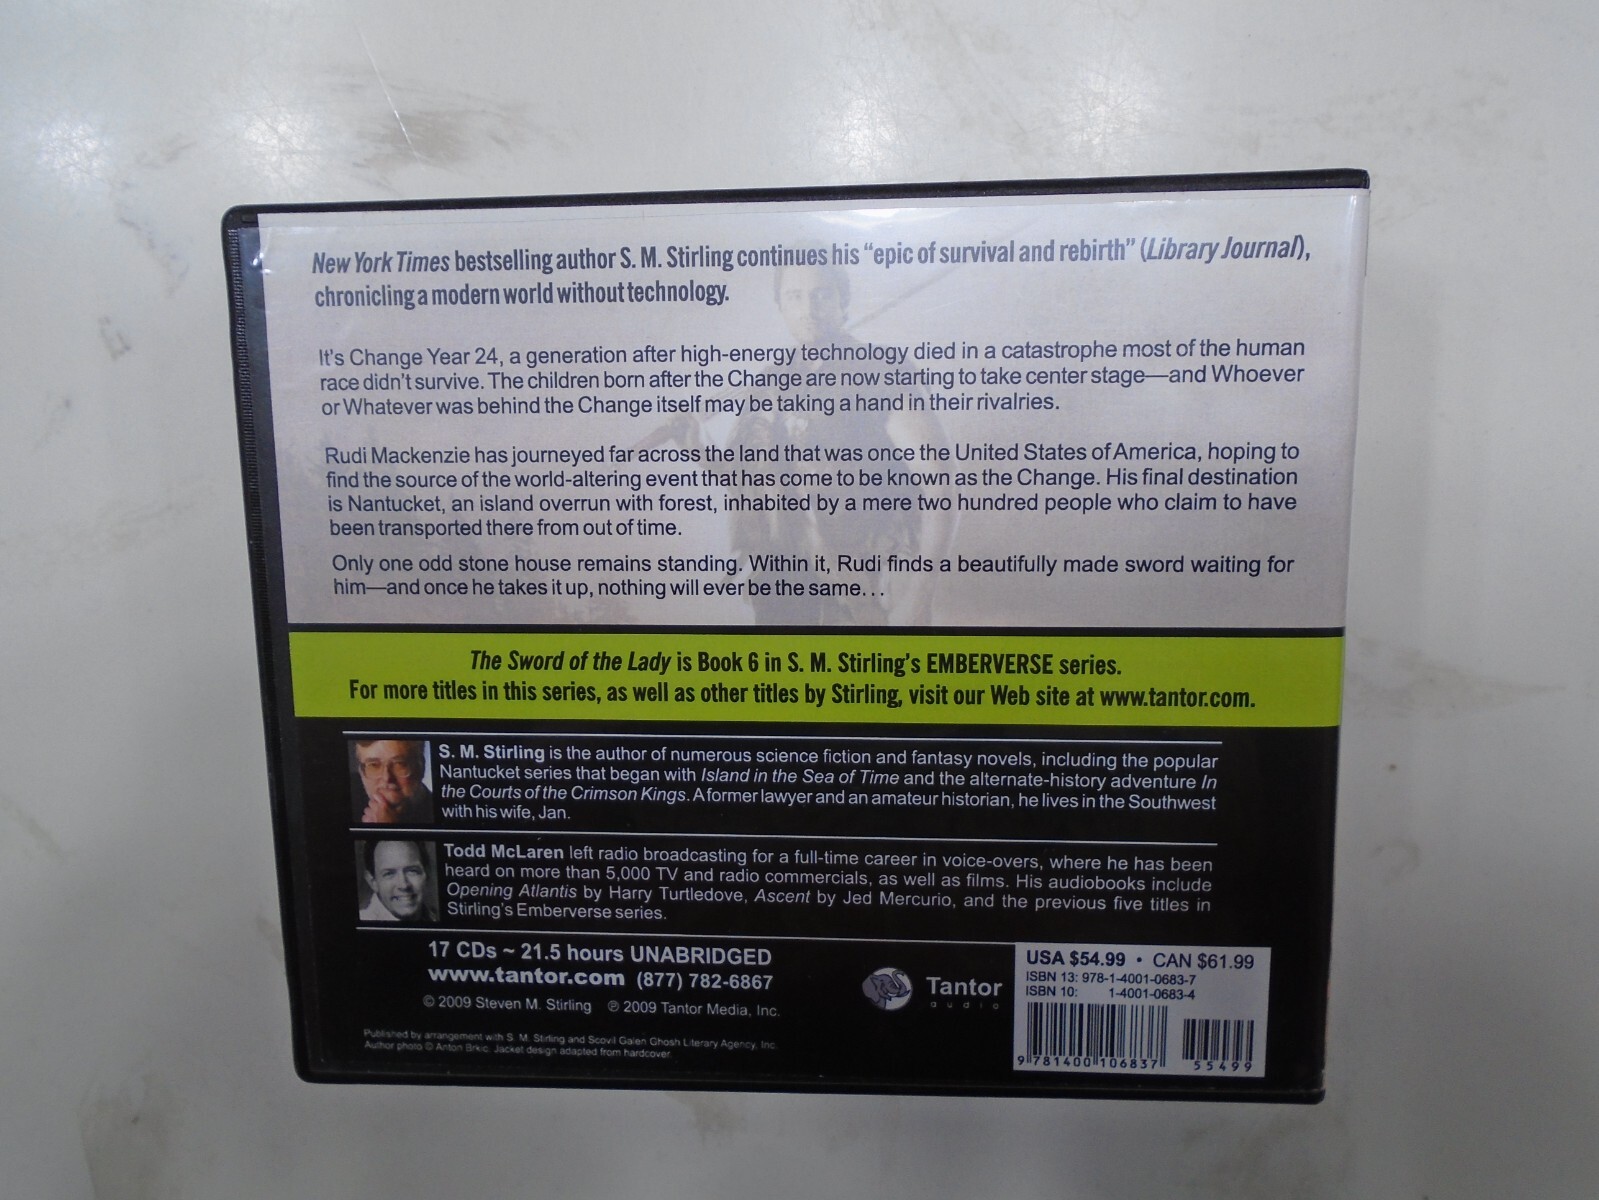 New York Times bestselling author S. M. Stirling continues his “epic of survival and rebirth” (Library Journal),
chronicling a modern world without technology.
It's Change Year 24, a generation after high-energy technology died in a catastrophe most of the human
race didn't survive. The children born after the Change are now starting to take center stage—and Whoever
or Whatever was behind the Change itself may be taking a hand in their rivalries.
Rudi Mackenzie has journeyed far across the land that was once the United States of America, hoping to
find the source of the world-altering event that has come to be known as the Change. His final destination
is Nantucket, an island overrun with forest, inhabited by a mere two hundred people who claim to have
been transported there from out of time.
Only one odd stone house remains standing. Within it, Rudi finds a beautifully made sword waiting for
him—and once he takes it up, nothing will ever be the same...
The Sword of the Lady is Book 6 in S. M. Stirling's EMBERVERSE series.
For more titles in this series, as well as other titles by Stirling, visit our Web site at www.tantor.com.
S. M. Stirling is the author of numerous science fiction and fantasy novels, including the popular
Nantucket series that began with Island in the Sea of Time and the alternate-history adventure In
the Courts of the Crimson Kings. A former lawyer and an amateur historian, he lives in the Southwest
with his wife, Jan.
Todd McLaren left radio broadcasting for a full-time career in voice-overs, where he has been
heard on more than 5,000 TV and radio commercials, as well as films. His audiobooks include
Opening Atlantis by Harry Turtledove, Ascent by Jed Mercurio, and the previous five titles in
Stirling's Emberverse series.
17 CDs ~ 21.5 hours UNABRIDGED
www.tantor.com (877) 782-6867
© 2009 Steven M. Stirling ℗ 2009 Tantor Media, Inc.
Published by arrangement with S. M. Stirling and Scovil Galen Ghosh Literary Agency, Inc.
Author photo © Anton Brkic. Jacket design adapted from hardcover.
Tantor
audio
USA $54.99 • CAN $61.99
ISBN 13: 978-1-4001-0683-7
ISBN 10: 1-4001-0683-4
9 781400 106837
55499